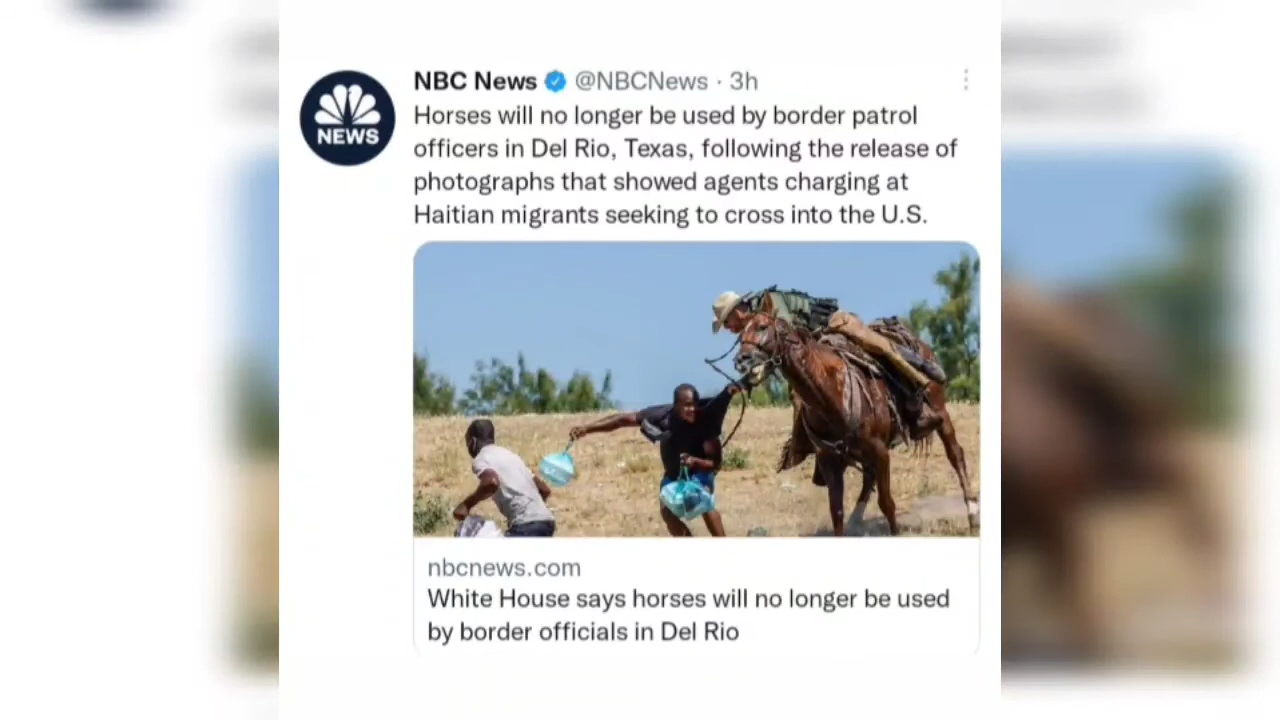 NBC News @NBCNews · 3h
Horses will no longer be used by border patrol
officers in Del Rio, Texas, following the release of
photographs that showed agents charging at
Haitian migrants seeking to cross into the U.S.
NEWS
nbcnews.com
White House says horses will no longer be used
by border officials in Del Rio